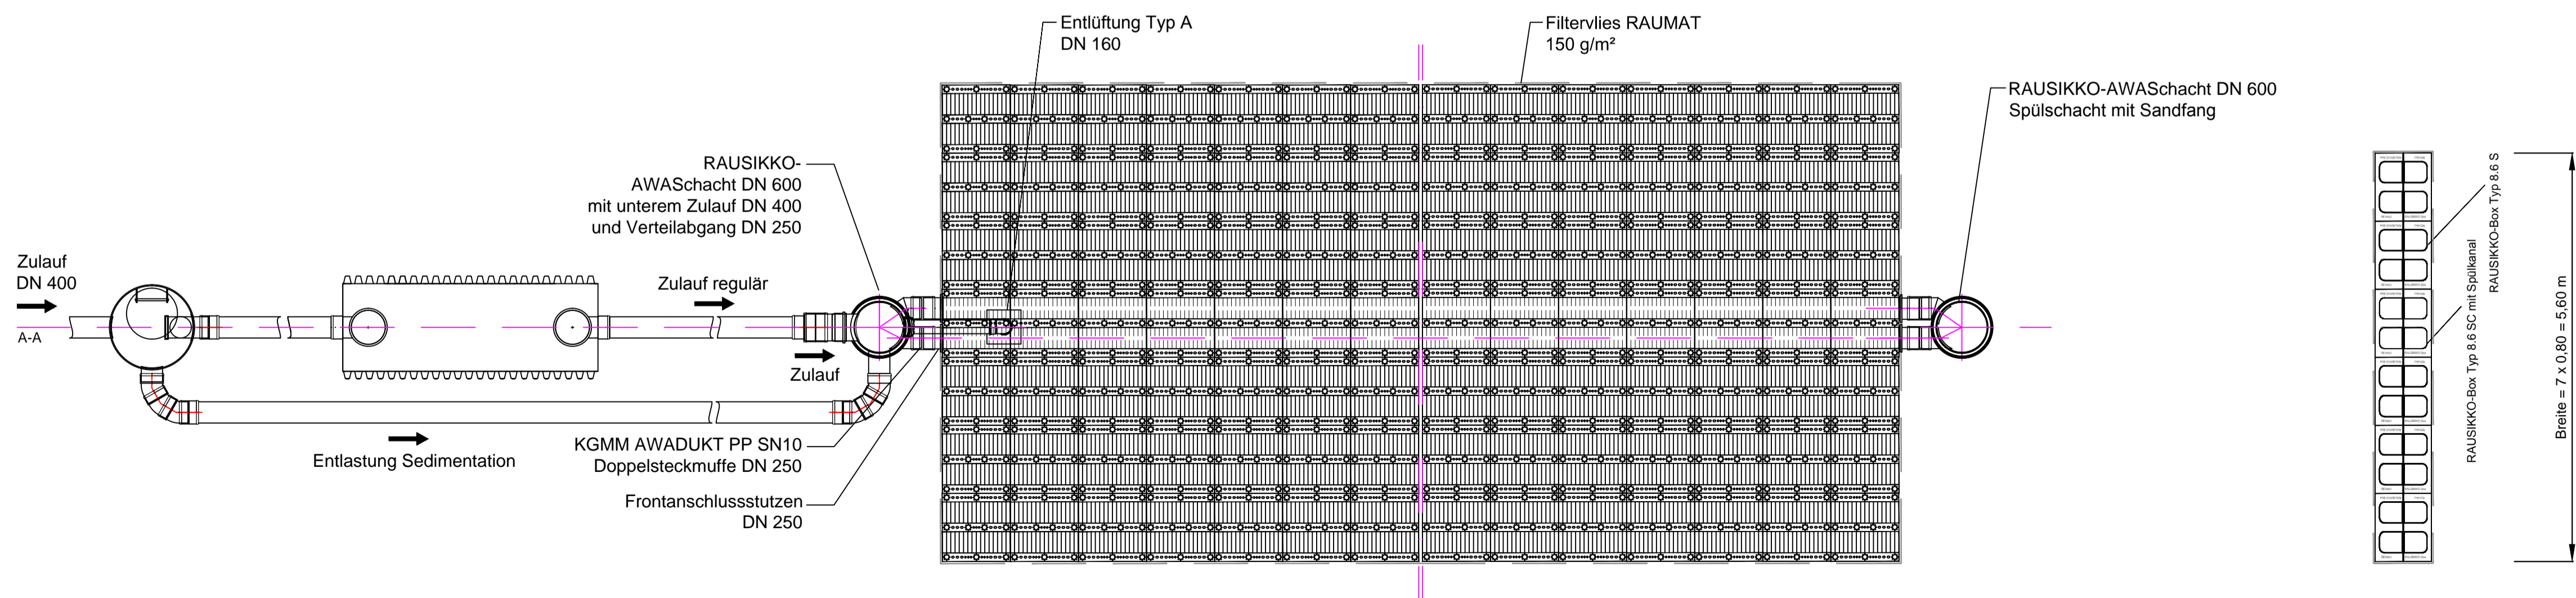 Entlüftung Typ A
DN 160
Filtervlies RAUMAT
150 g/m²
RAUSIKKO-AWASchacht DN 600
Spülschacht mit Sandfang
RAUSIKKO-
AWASchacht DN 600
mit unterem Zulauf DN 400
und Verteilabgang DN 250
Zulauf
DN 400
A-A
Zulauf regulär
Zulauf
Entlastung Sedimentation
KGMM AWADUKT PP SN10
Doppelsteckmuffe DN 250
Frontanschlussstutzen
DN 250
RAUSIKKO-Box Typ 8.6 SC mit Spülkanal
RAUSIKKO-Box Typ 8.6 S
Breite = 7 x 0.80 = 5,60 m